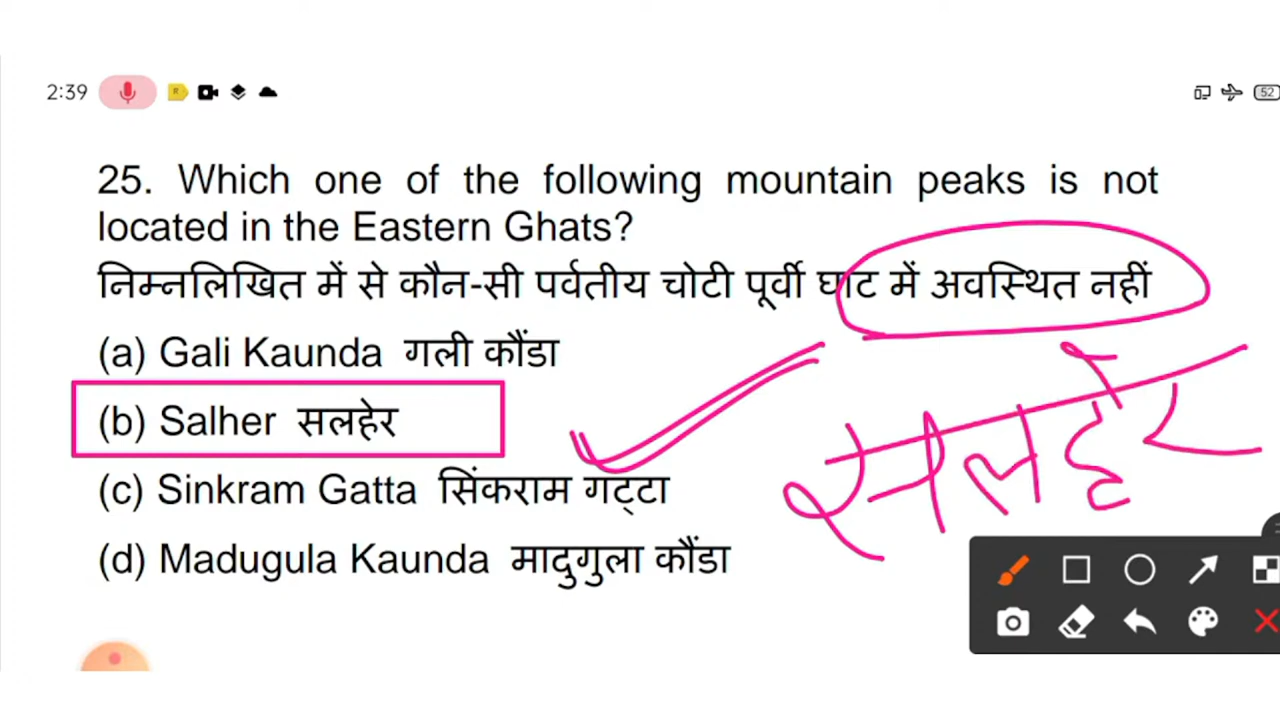 2:39
R
52
25. Which one of the following mountain peaks is not
located in the Eastern Ghats?
निम्नलिखित में से कौन-सी पर्वतीय चोटी पूर्वी घाट में अवस्थित नहीं
(a) Gali Kaunda गली कौंडा
(b) Salher सलहेर
(c) Sinkram Gatta सिंकराम गट्टा
(d) Madugula Kaunda मादुगुला कौंडा
सलहेर